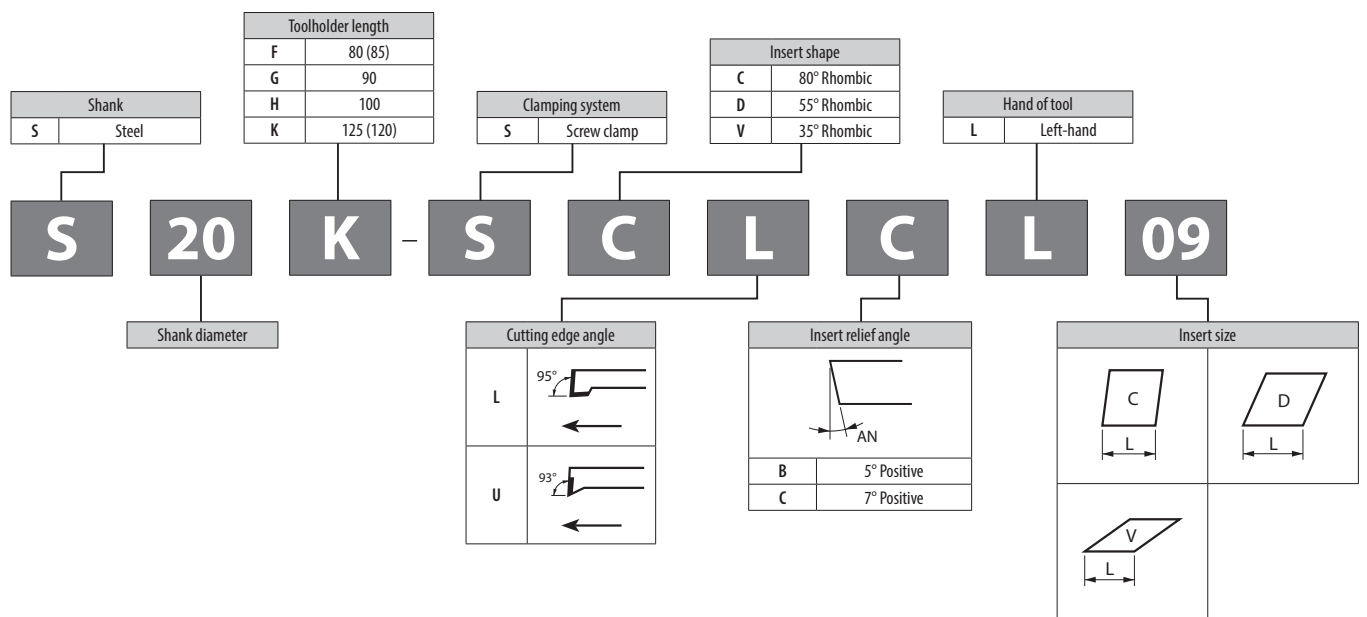 Toolholder length
F 80 (85)
G 90
H 100
K 125 (120)
Shank
S Steel
Clamping system
S Screw clamp
Insert shape
C 80° Rhombic
D 55° Rhombic
V 35° Rhombic
Hand of tool
L Left-hand
S 20 K – S C L C L 09
Shank diameter
Cutting edge angle
L 95°
U 93°
Insert relief angle
AN
B 5° Positive
C 7° Positive
Insert size
C D
L L
V
L